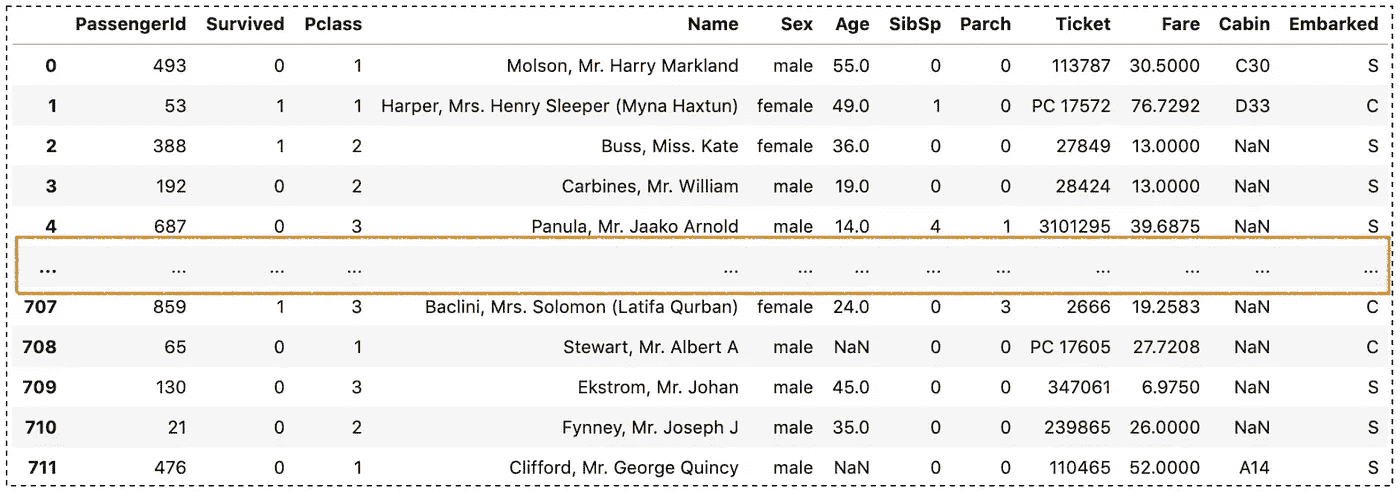 PassengerId Survived Pclass Name Sex Age SibSp Parch Ticket Fare Cabin Embarked
0 493 0 1 Molson, Mr. Harry Markland male 55.0 0 0 113787 30.5000 C30 S
1 53 1 1 Harper, Mrs. Henry Sleeper (Myna Haxtun) female 49.0 1 0 PC 17572 76.7292 D33 C
2 388 1 2 Buss, Miss. Kate female 36.0 0 0 27849 13.0000 NaN S
3 192 0 2 Carbines, Mr. William male 19.0 0 0 28424 13.0000 NaN S
4 687 0 3 Panula, Mr. Jaako Arnold male 14.0 4 1 3101295 39.6875 NaN S
... ... ... ... ... ... ... ... ... ... ... ... ...
707 859 1 3 Baclini, Mrs. Solomon (Latifa Qurban) female 24.0 0 3 2666 19.2583 NaN C
708 65 0 1 Stewart, Mr. Albert A male NaN 0 0 PC 17605 27.7208 NaN C
709 130 0 3 Ekstrom, Mr. Johan male 45.0 0 0 347061 6.9750 NaN S
710 21 0 2 Fynney, Mr. Joseph J male 35.0 0 0 239865 26.0000 NaN S
711 476 0 1 Clifford, Mr. George Quincy male NaN 0 0 110465 52.0000 A14 S